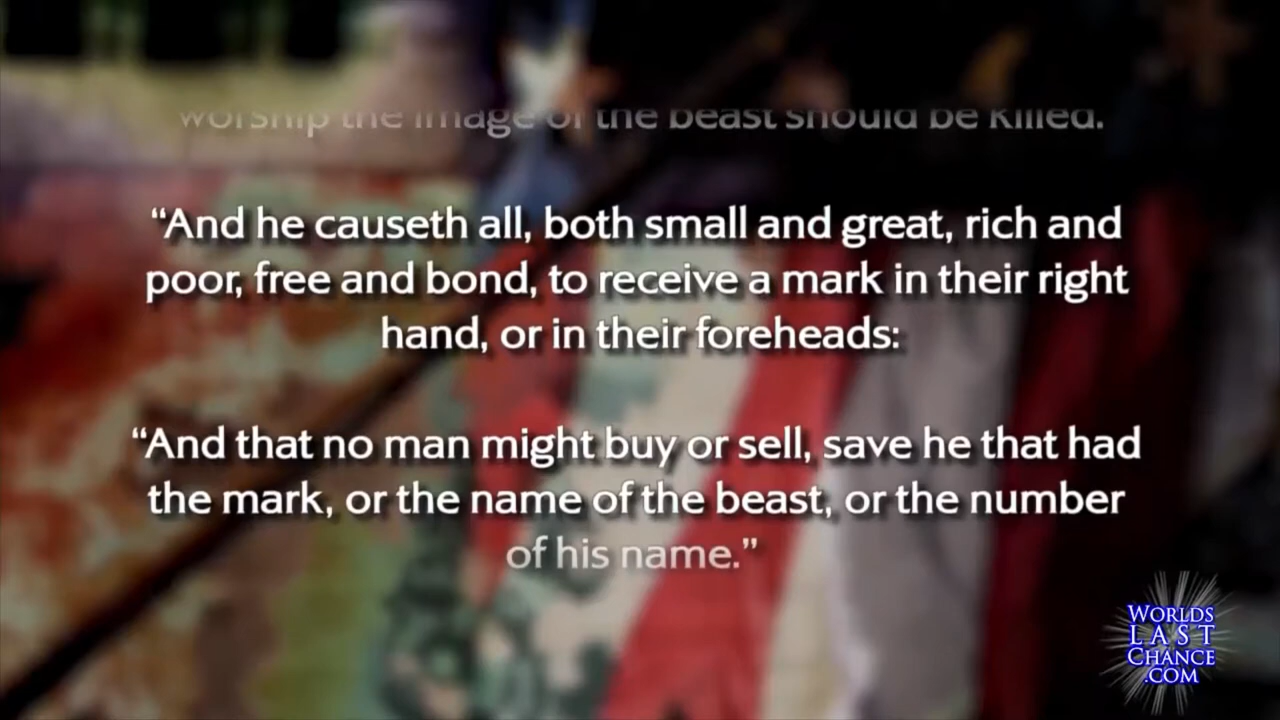 worship the image of the beast should be killed.
“And he causeth all, both small and great, rich and
poor, free and bond, to receive a mark in their right
hand, or in their foreheads:
“And that no man might buy or sell, save he that had
the mark, or the name of the beast, or the number
of his name.”
WORLDS
LAST
CHANCE
.COM